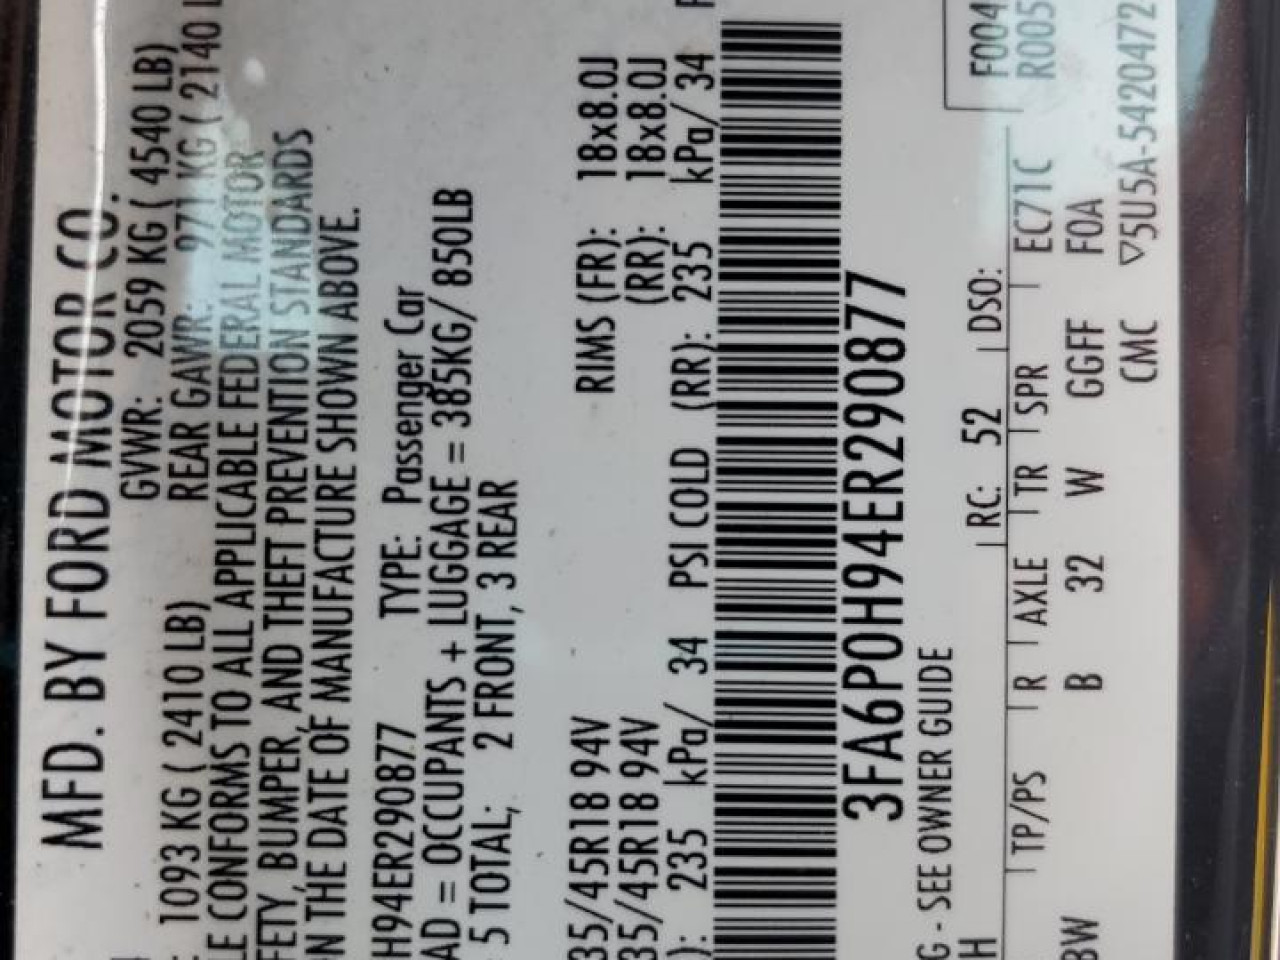 MFD. BY FORD MOTOR CO.
GVWR: 2059 KG ( 4540 LB)
1093 KG ( 2410 LB) REAR GAWR: 971 KG ( 2140
LE CONFORMS TO ALL APPLICABLE FEDERAL MOTOR
FETY, BUMPER, AND THEFT PREVENTION STANDARDS
ON THE DATE OF MANUFACTURE SHOWN ABOVE.
H94ER290877 TYPE: Passenger Car
AD = OCCUPANTS + LUGGAGE = 385KG/ 850LB
5 TOTAL; 2 FRONT, 3 REAR
35/45R18 94V RIMS (FR): 18x8.0J
35/45R18 94V (RR): 18x8.0J
): 235 kPa/ 34 PSI COLD (RR): 235 kPa/ 34
3FA6P0H94ER290877
G - SEE OWNER GUIDE
H RC: 52 DSO: F004
TP/PS R AXLE TR SPR EC71C R005
BW B 32 W GGFF FOA
CMC ▽5U5A-5420472